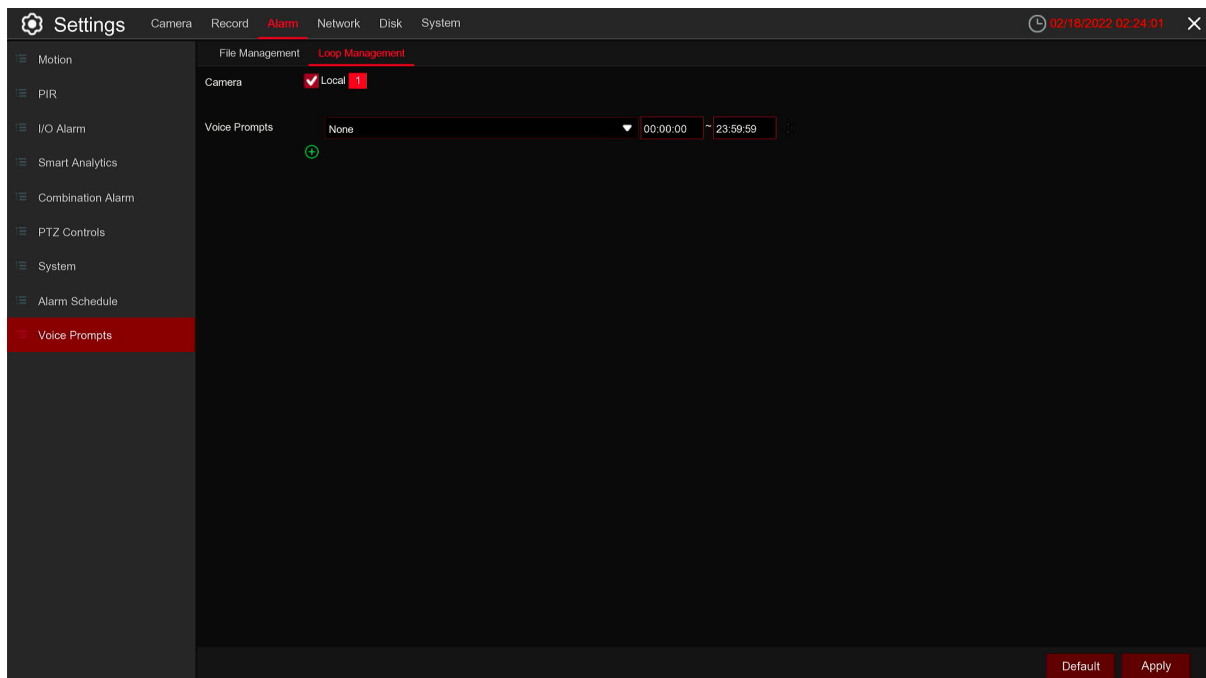 Settings Camera Record Alarm Network Disk System 02/18/2022 02:24:01
File Management Loop Management
Motion
PIR
I/O Alarm
Smart Analytics
Combination Alarm
PTZ Controls
System
Alarm Schedule
Voice Prompts
Camera Local 1
Voice Prompts None 00:00:00 ~ 23:59:59
Default Apply